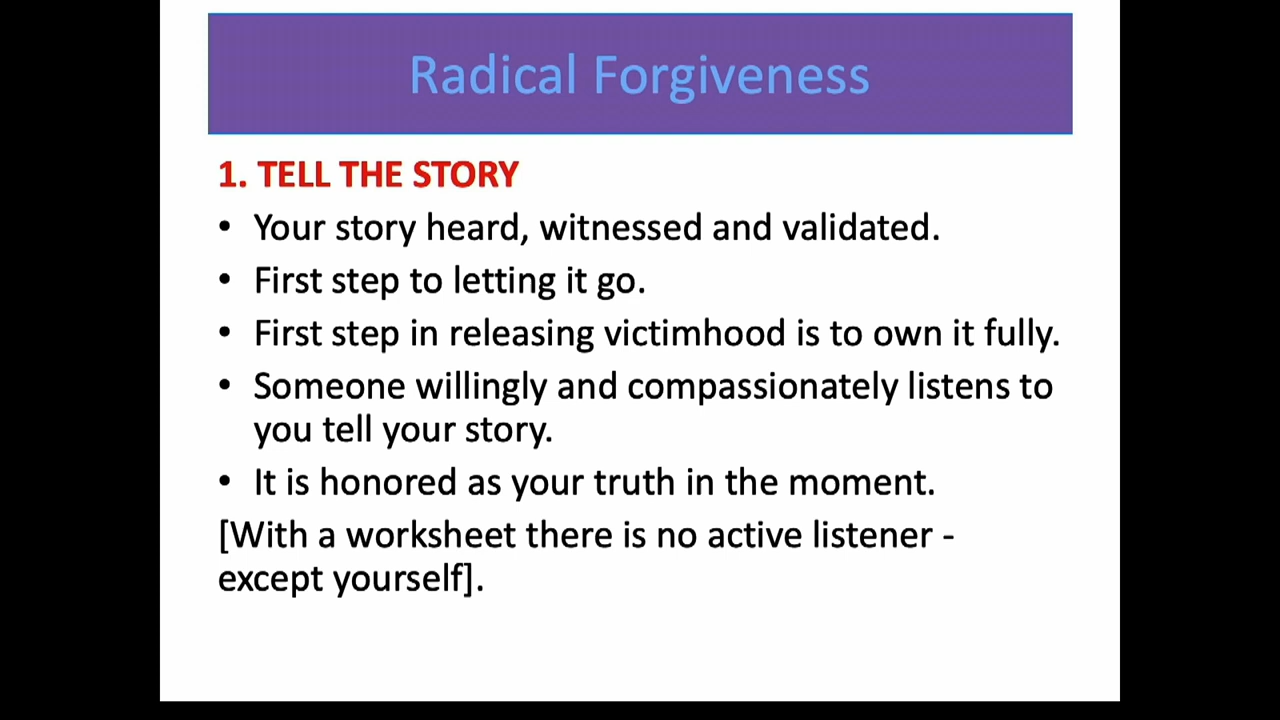 Radical Forgiveness
1. TELL THE STORY
• Your story heard, witnessed and validated.
• First step to letting it go.
• First step in releasing victimhood is to own it fully.
• Someone willingly and compassionately listens to
you tell your story.
• It is honored as your truth in the moment.
[With a worksheet there is no active listener -
except yourself].